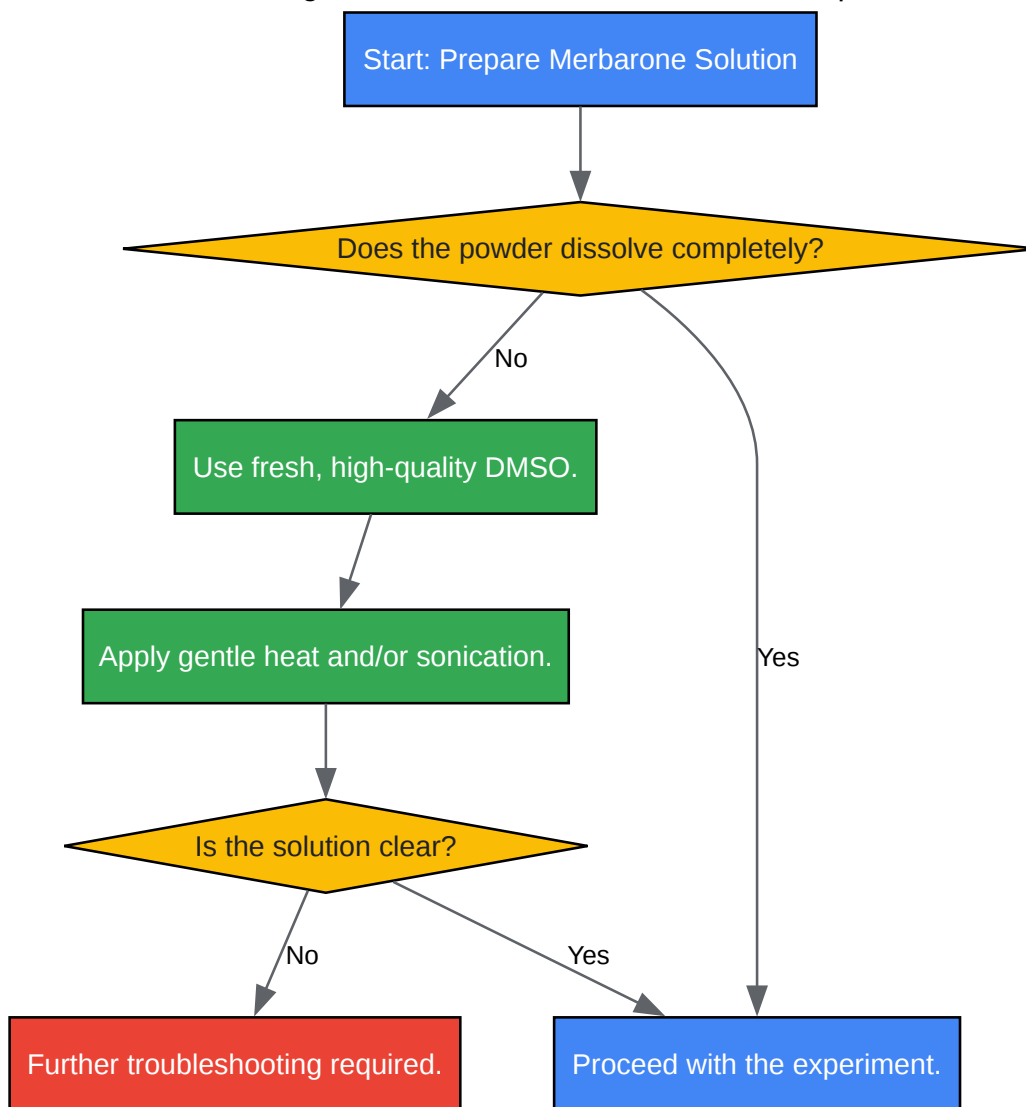 Start: Prepare Merbarone Solution
Does the powder dissolve completely?
No
Use fresh, high-quality DMSO.
Apply gentle heat and/or sonication.
Yes
Is the solution clear?
No
Yes
Further troubleshooting required.
Proceed with the experiment.